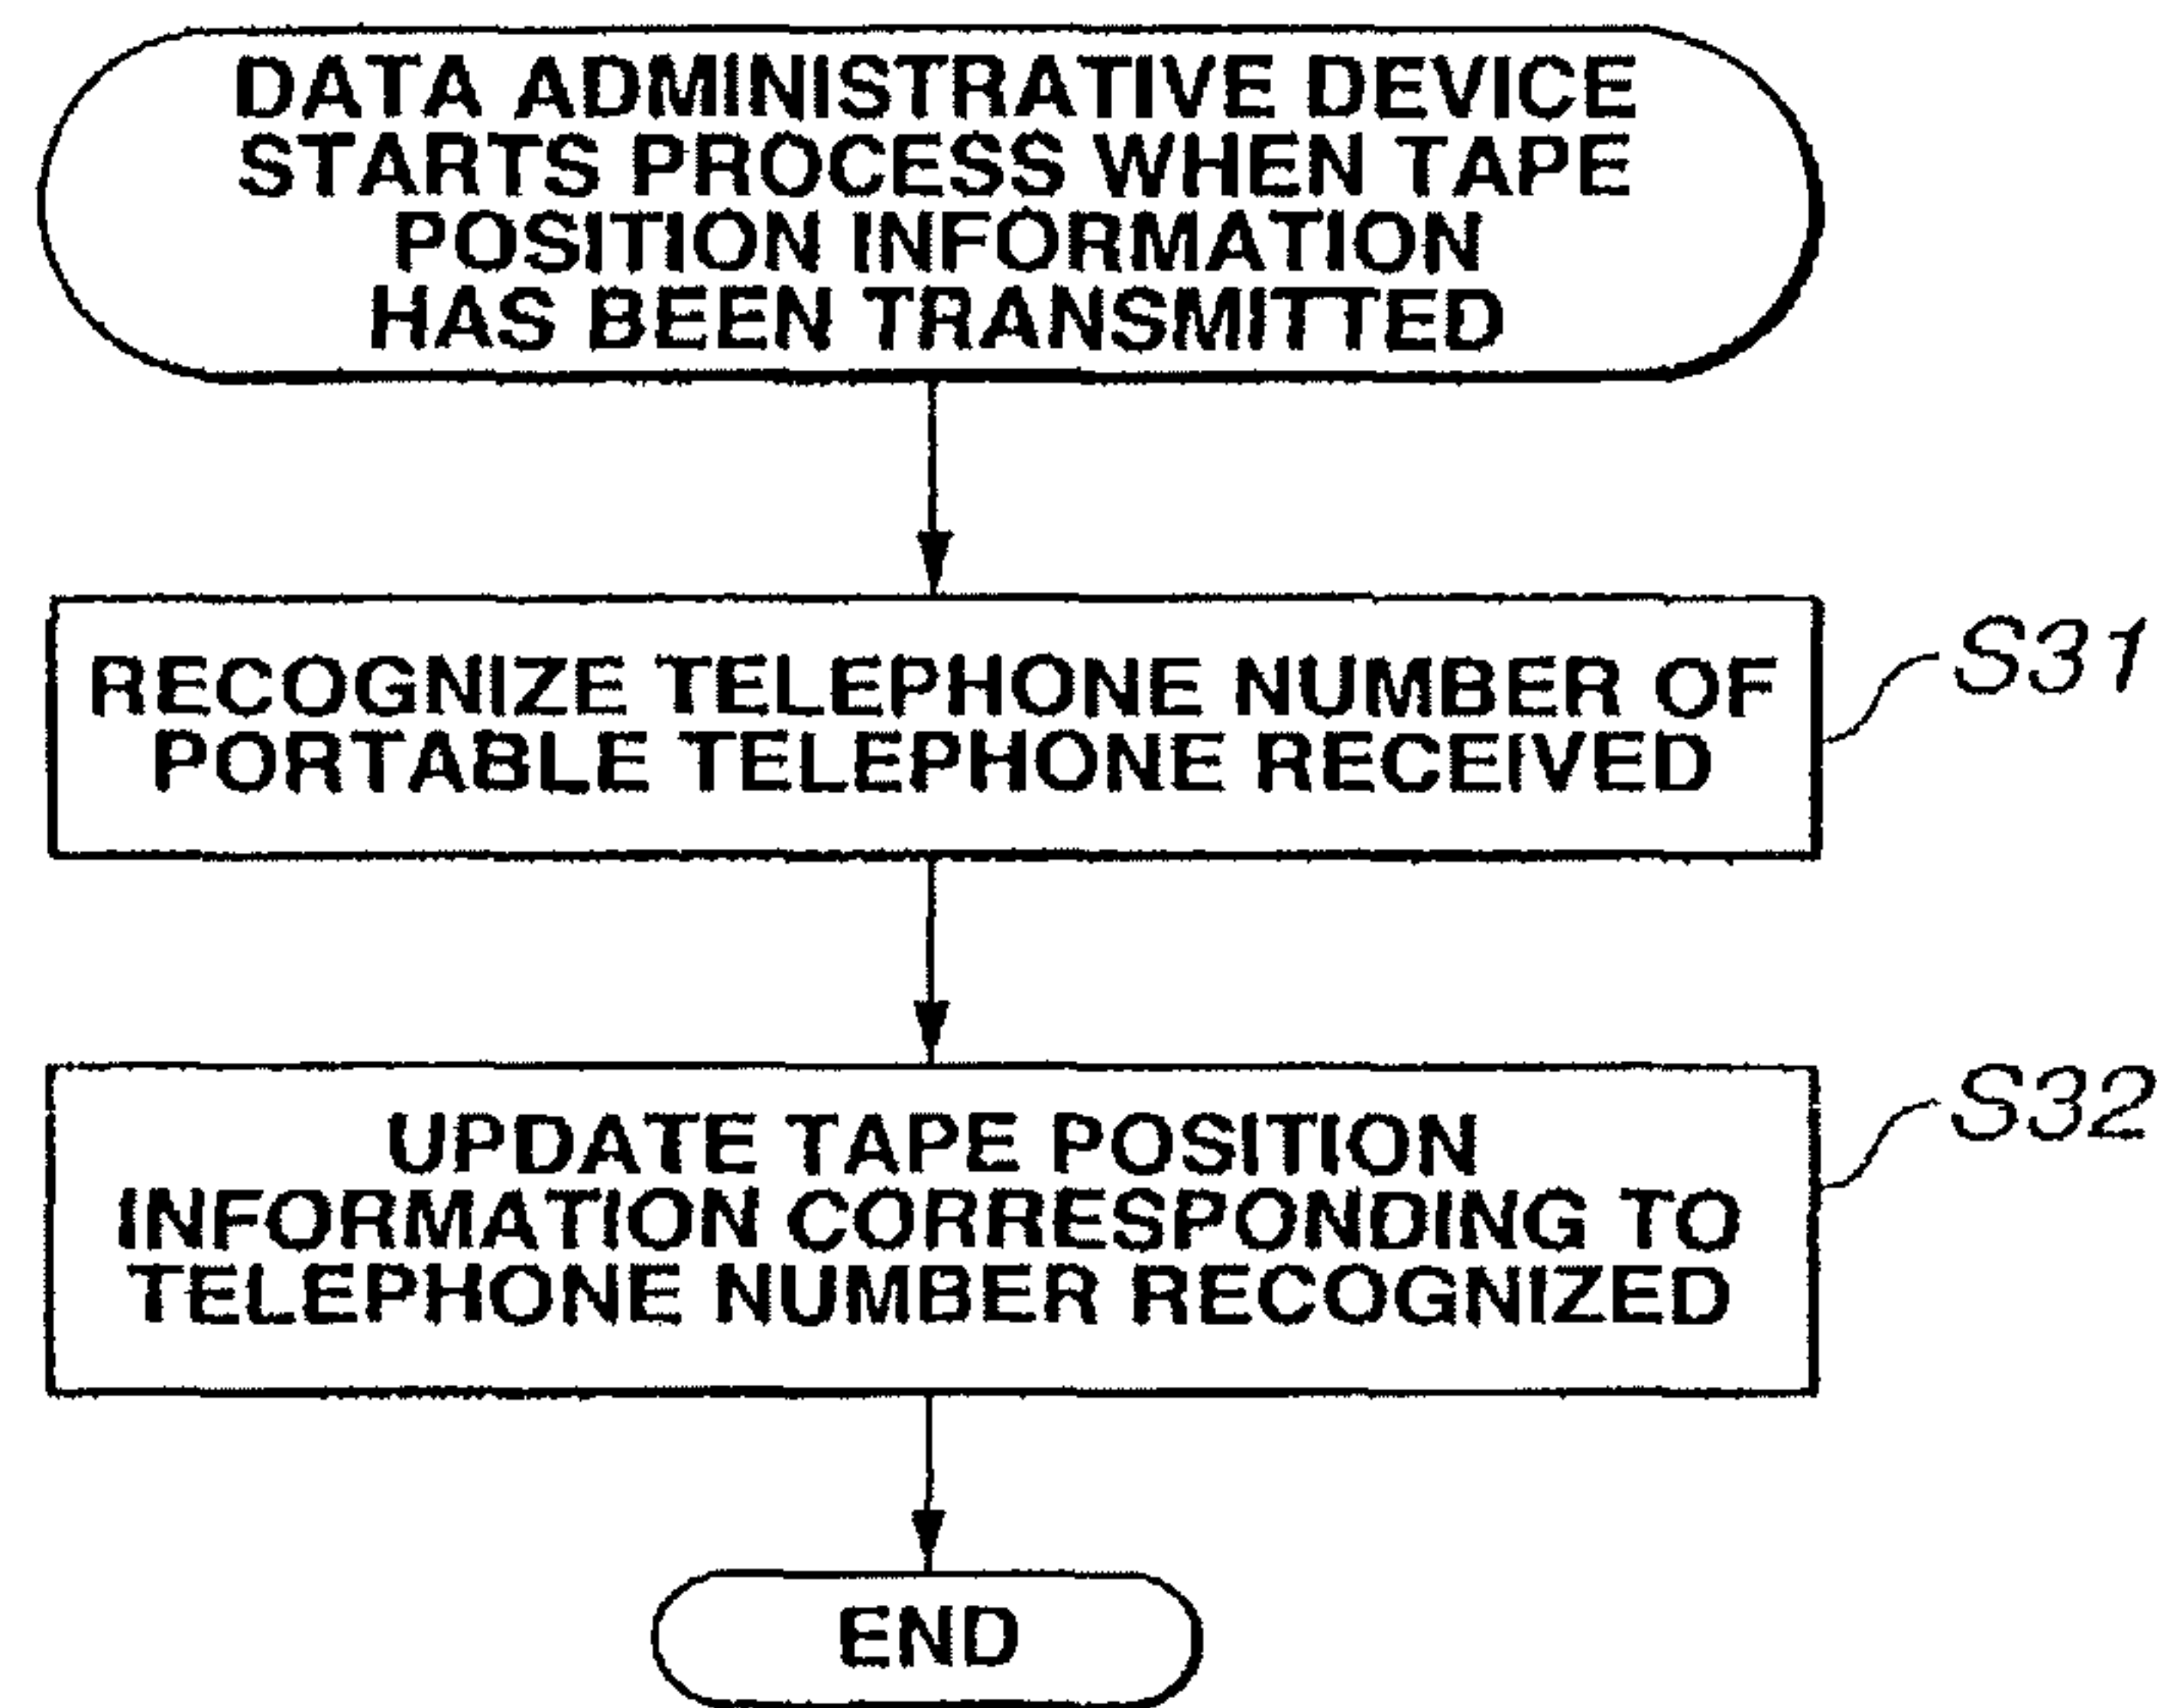 DATA ADMINISTRATIVE DEVICE
STARTS PROCESS WHEN TAPE
POSITION INFORMATION
HAS BEEN TRANSMITTED
RECOGNIZE TELEPHONE NUMBER OF
PORTABLE TELEPHONE RECEIVED
S31
UPDATE TAPE POSITION
INFORMATION CORRESPONDING TO
TELEPHONE NUMBER RECOGNIZED
S32
END